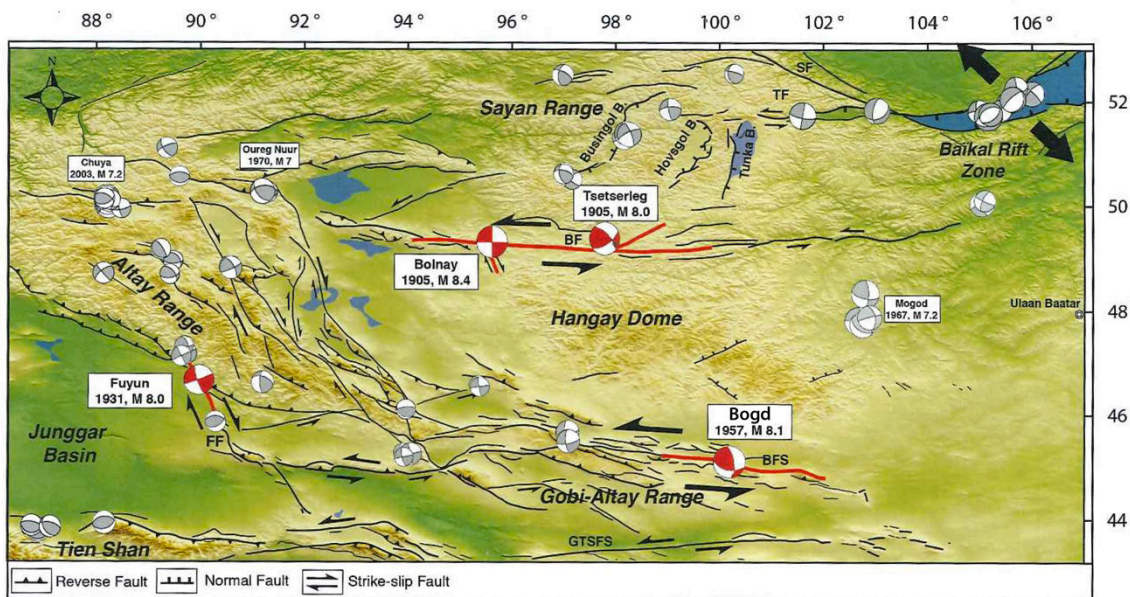 88° 90° 92° 94° 96° 98° 100° 102° 104° 106°
N
Sayan Range
SF
TF
52
Busingol B.
Hovsgol B.
Tunka B.
Baïkal Rift
Zone
Chuya
2003, M 7.2
Oureg Nuur
1970, M 7
Tsetserleg
1905, M 8.0
50
BF
Bolnay
1905, M 8.4
Altay Range
Hangay Dome
Mogod
1967, M 7.2
Ulaan Baatar
48
Fuyun
1931, M 8.0
Bogd
1957, M 8.1
46
Junggar
Basin
FF
BFS
Gobi-Altay Range
44
Tien Shan
GTSFS
Reverse Fault
Normal Fault
Strike-slip Fault